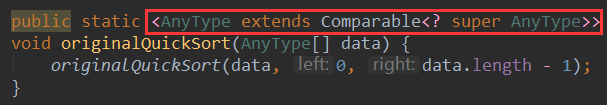 public static <AnyType extends Comparable<? super AnyType>>
void originalQuickSort(AnyType[] data) {
originalQuickSort(data, left: 0, right: data.length - 1);
}